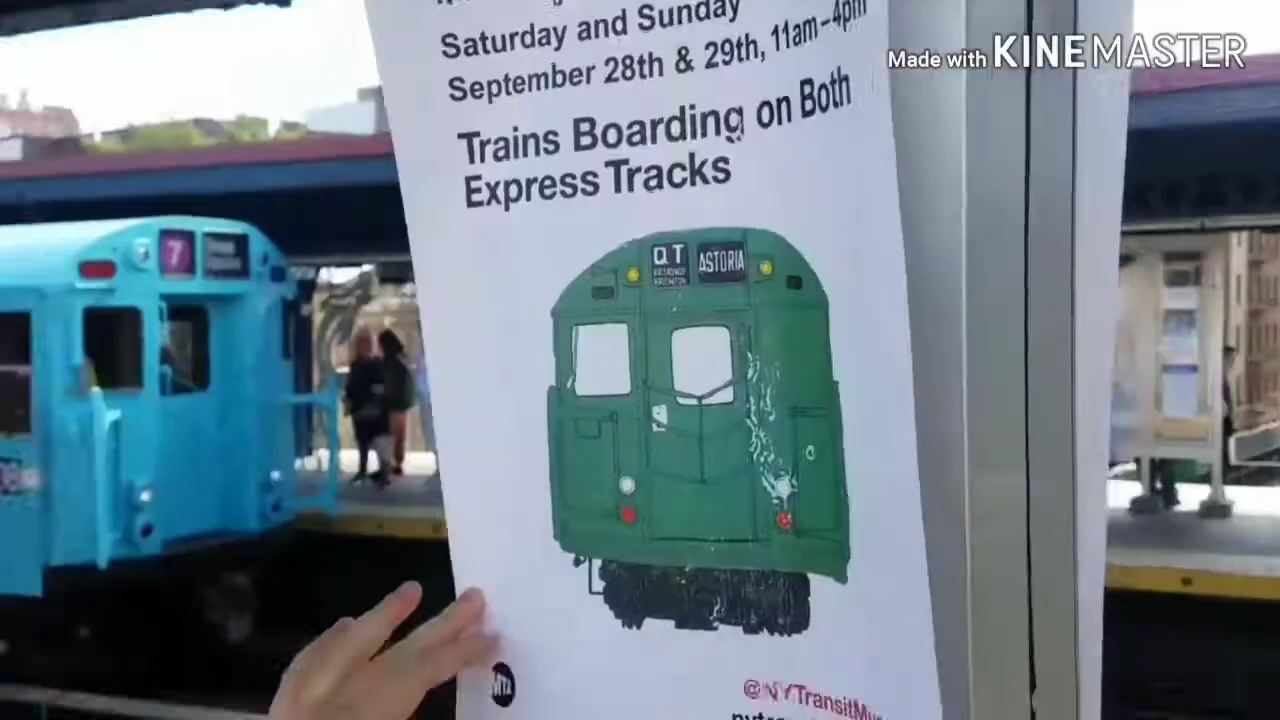 Saturday and Sunday
September 28th & 29th, 11am–4pm
Made with KINEMASTER
Trains Boarding on Both
Express Tracks
QT
ASTORIA
7
MTA
@NYTransitMu